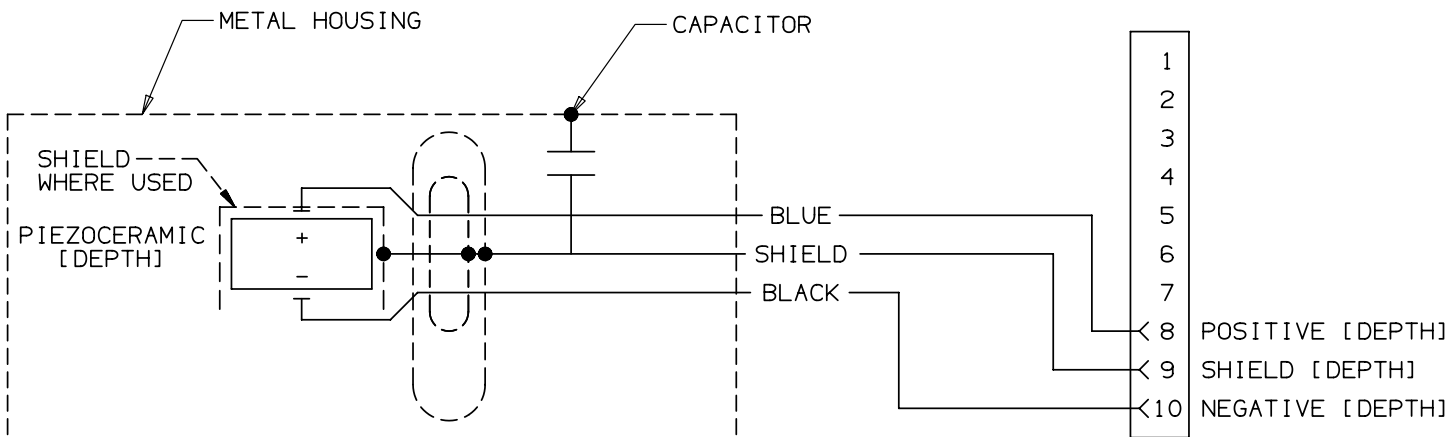 METAL HOUSING
CAPACITOR
SHIELD
WHERE USED
PIEZOCERAMIC
[DEPTH]
+
−
BLUE
SHIELD
BLACK
1
2
3
4
5
6
7
8 POSITIVE [DEPTH]
9 SHIELD [DEPTH]
10 NEGATIVE [DEPTH]